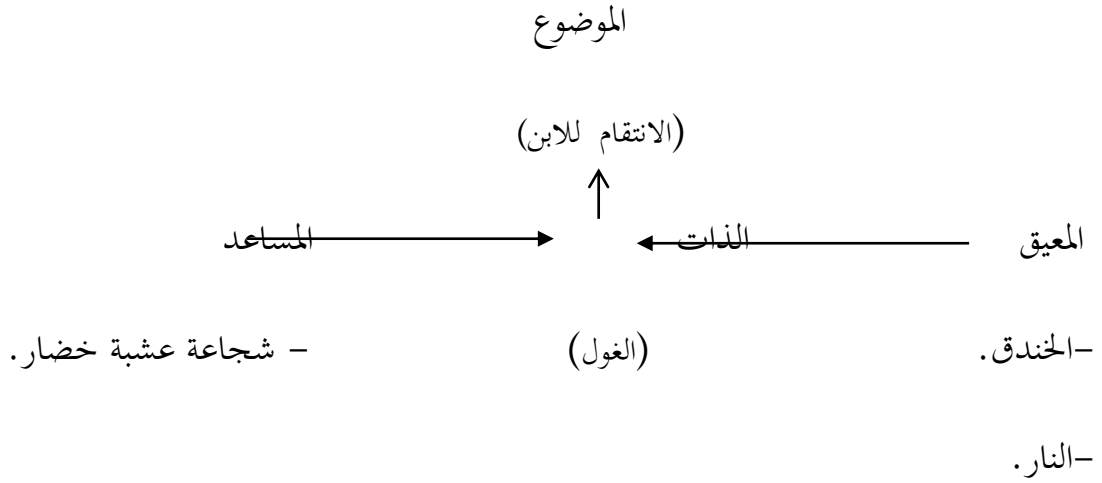 الموضوع
(الانتقام للابن)
المعيق الذات المساعد
-الخندق. (الغول) - شجاعة عشبة خضار.
-النار.